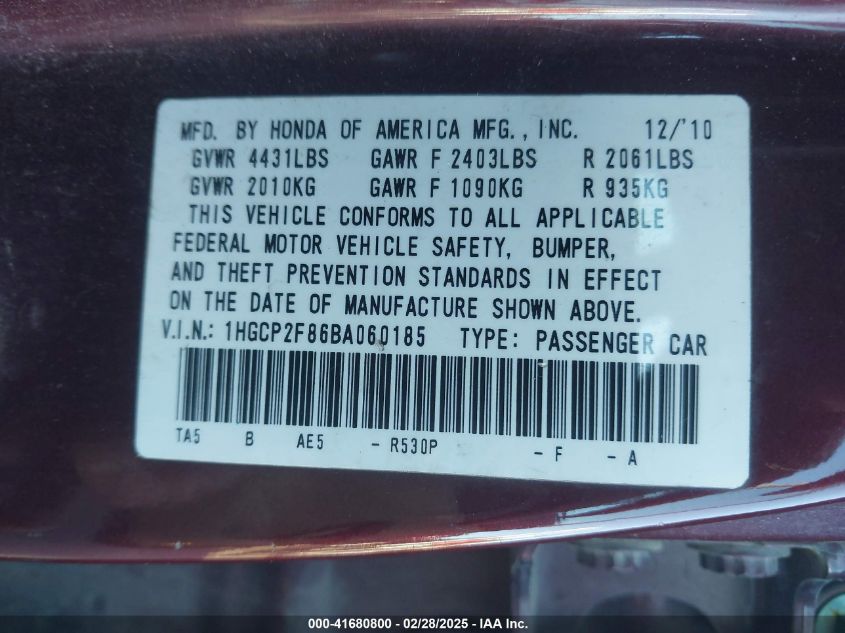 MFD. BY HONDA OF AMERICA MFG., INC. 12/'10
GVWR 4431LBS GAWR F 2403LBS R 2061LBS
GVWR 2010KG GAWR F 1090KG R 935KG
THIS VEHICLE CONFORMS TO ALL APPLICABLE
FEDERAL MOTOR VEHICLE SAFETY, BUMPER,
AND THEFT PREVENTION STANDARDS IN EFFECT
ON THE DATE OF MANUFACTURE SHOWN ABOVE.
V.I.N.: 1HGCP2F86BA060185 TYPE: PASSENGER CAR
TA5 B AE5 - R530P - F - A
000-41680800 - 02/28/2025 - IAA Inc.